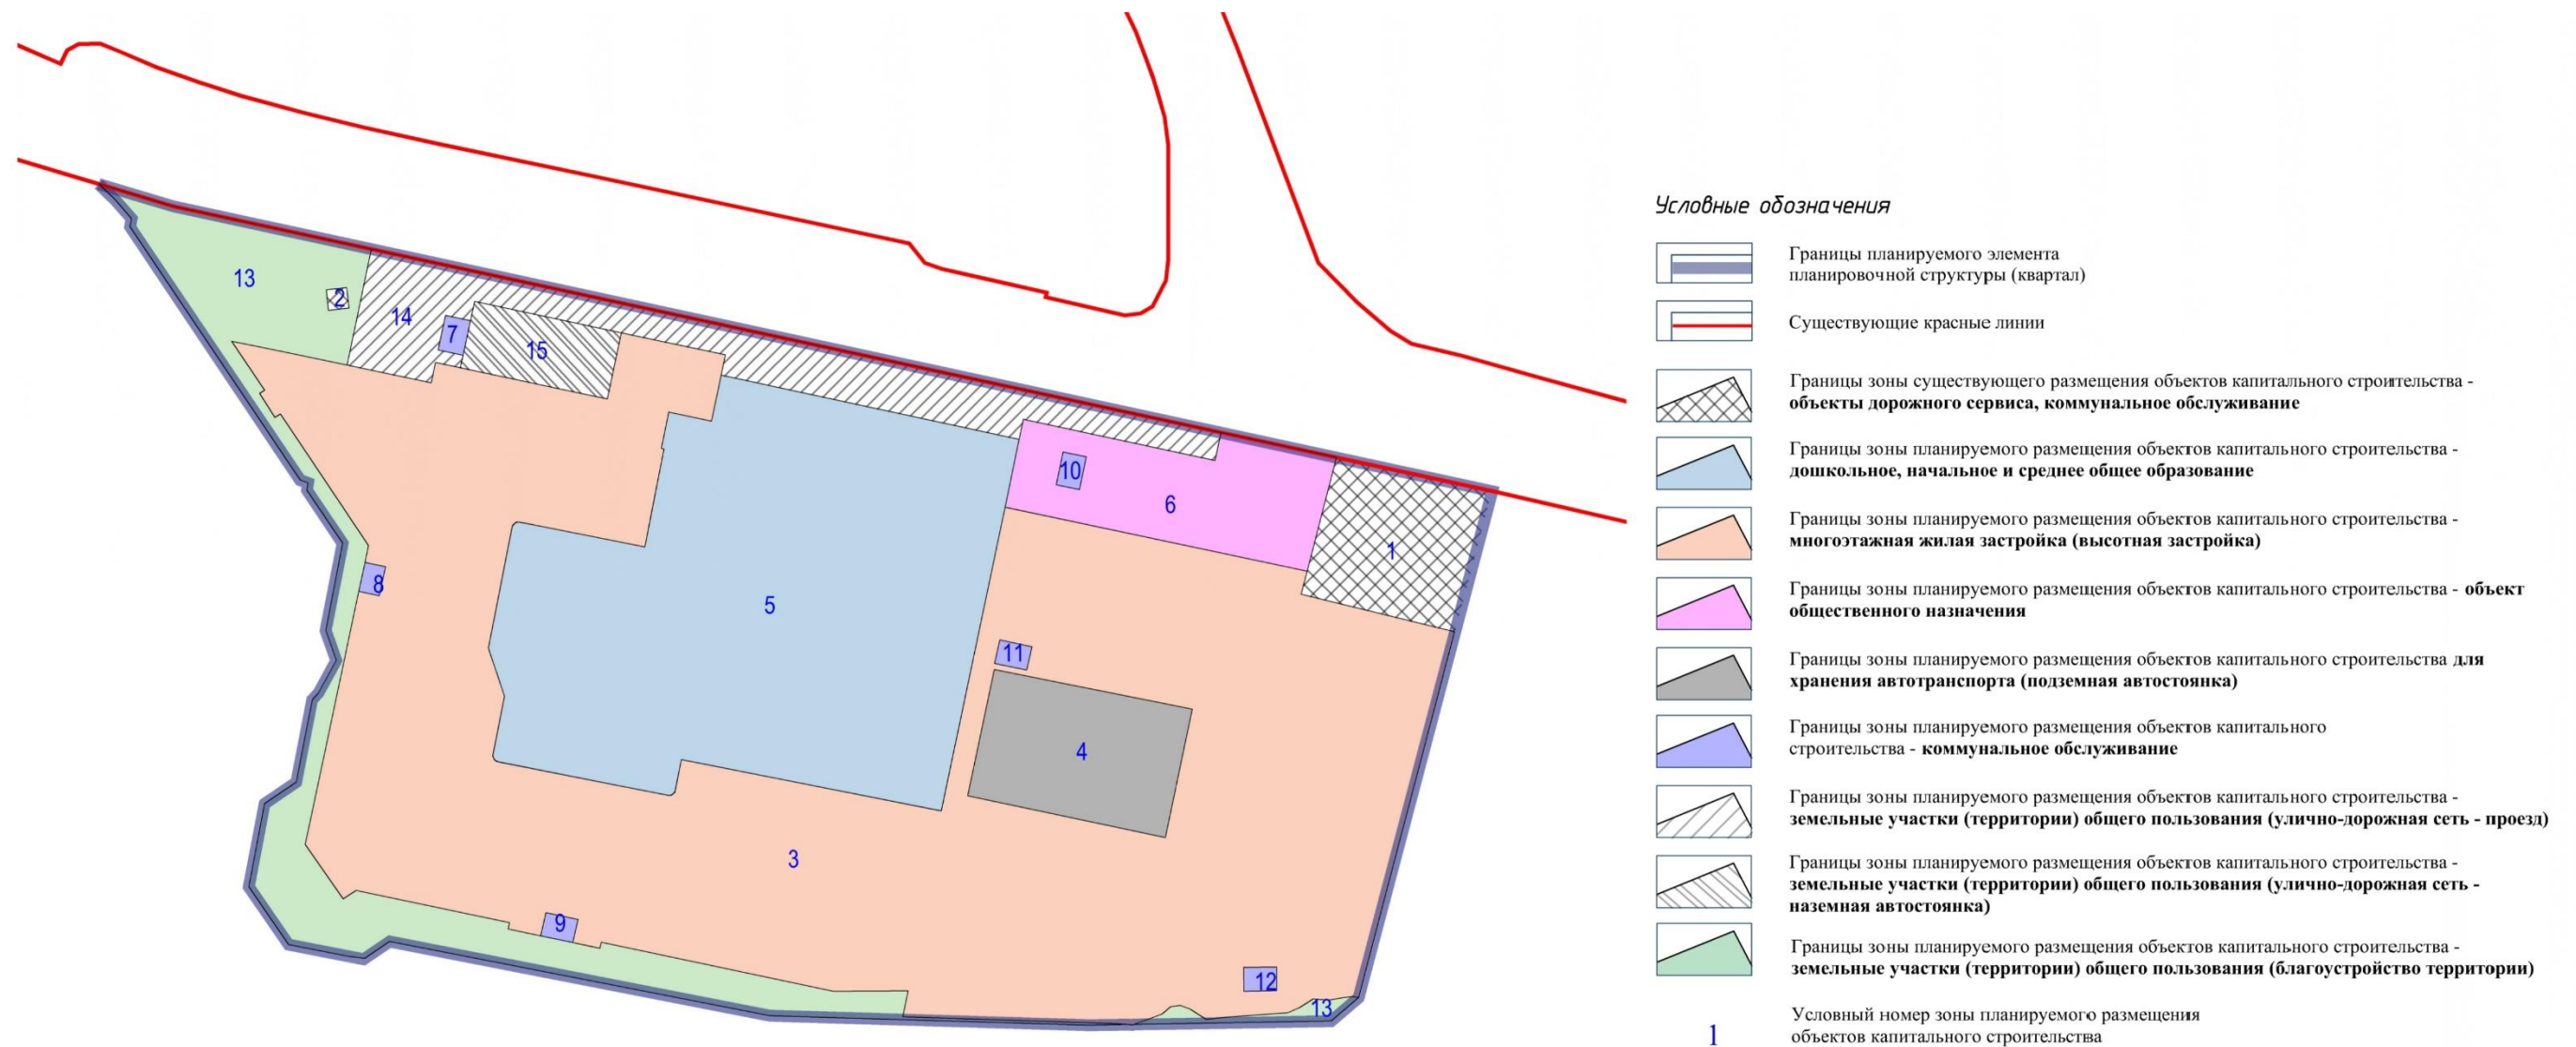 13
2
14
7
15
10
6
1
8
5
11
4
3
9
12
13
Условные обозначения
Границы планируемого элемента
планировочной структуры (квартал)
Существующие красные линии
Границы зоны существующего размещения объектов капитального строительства -
объекты дорожного сервиса, коммунальное обслуживание
Границы зоны планируемого размещения объектов капитального строительства -
дошкольное, начальное и среднее общее образование
Границы зоны планируемого размещения объектов капитального строительства -
многоэтажная жилая застройка (высотная застройка)
Границы зоны планируемого размещения объектов капитального строительства - объект
общественного назначения
Границы зоны планируемого размещения объектов капитального строительства для
хранения автотранспорта (подземная автостоянка)
Границы зоны планируемого размещения объектов капитального
строительства - коммунальное обслуживание
Границы зоны планируемого размещения объектов капитального строительства -
земельные участки (территории) общего пользования (улично-дорожная сеть - проезд)
Границы зоны планируемого размещения объектов капитального строительства -
земельные участки (территории) общего пользования (улично-дорожная сеть -
наземная автостоянка)
Границы зоны планируемого размещения объектов капитального строительства -
земельные участки (территории) общего пользования (благоустройство территории)
1
Условный номер зоны планируемого размещения
объектов капитального строительства